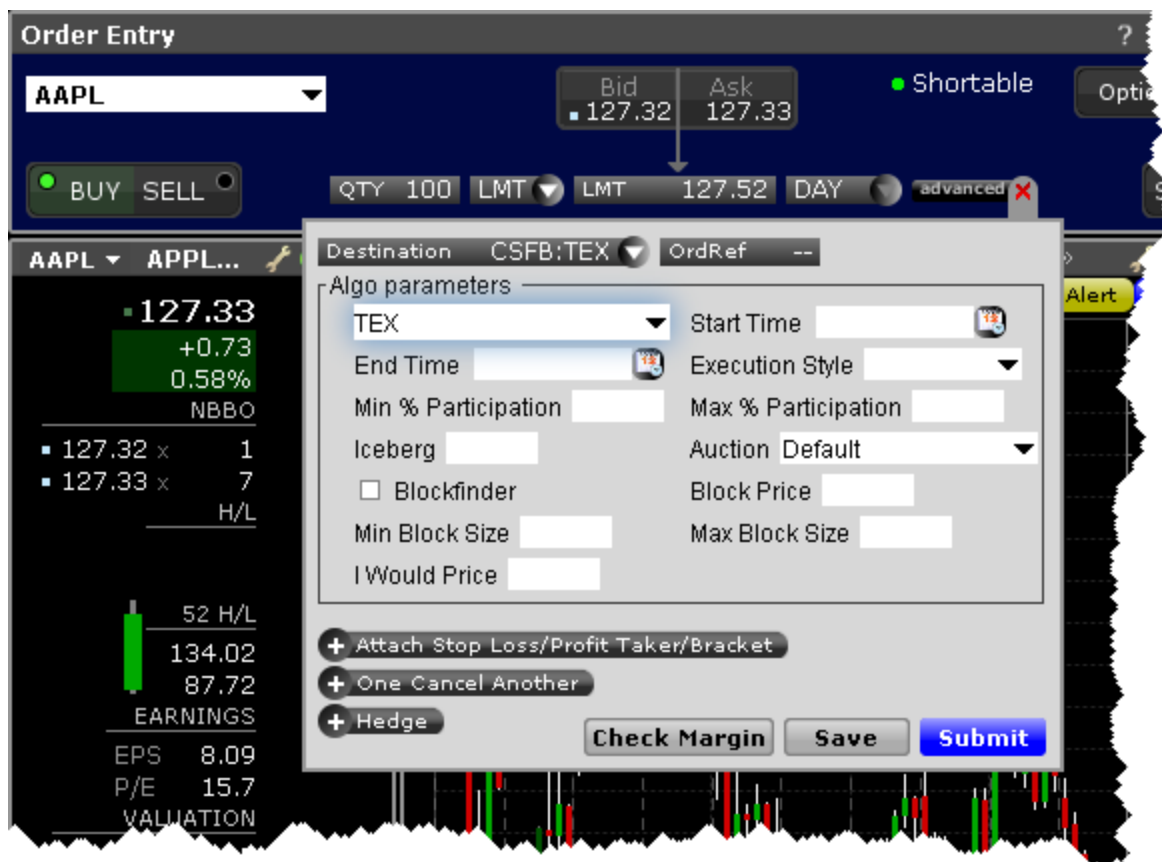 Order Entry ?
AAPL
Bid Ask
127.32 127.33
Shortable
BUY SELL
QTY 100 LMT LMT 127.52 DAY advanced
AAPL APPL...
Destination CSFB:TEX OrdRef --
Algo parameters
TEX Start Time
End Time Execution Style
Min % Participation Max % Participation
Iceberg Auction Default
Blockfinder Block Price
Min Block Size Max Block Size
I Would Price
Attach Stop Loss/Profit Taker/Bracket
One Cancel Another
Hedge
Check Margin Save Submit
Alert
127.33
+0.73
0.58%
NBBO
127.32 x 1
127.33 x 7
H/L
52 H/L
134.02
87.72
EARNINGS
EPS 8.09
P/E 15.7
VALUATION